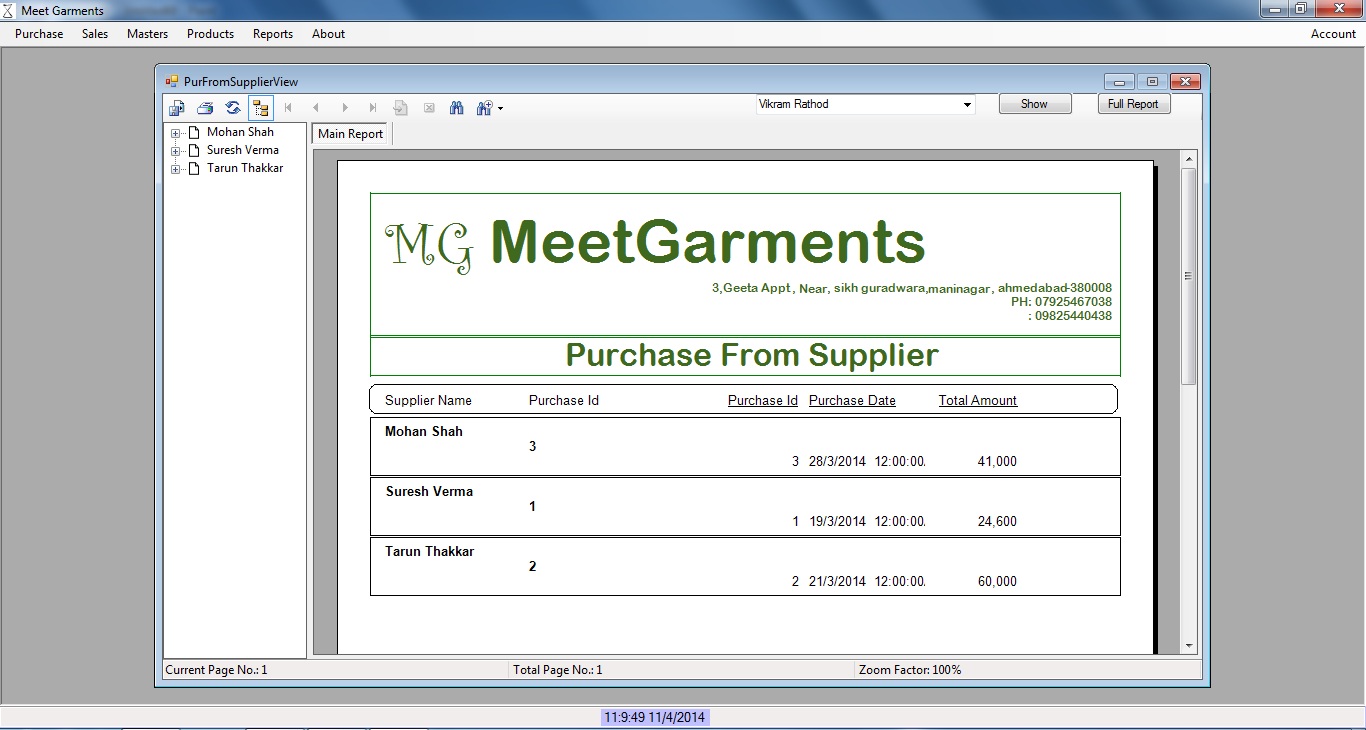 Meet Garments
Purchase Sales Masters Products Reports About Account
PurFromSupplierView
Vikram Rathod Show Full Report
Mohan Shah
Suresh Verma
Tarun Thakkar
Main Report
MG MeetGarments
3,Geeta Appt, Near, sikh guradwara,maninagar, ahmedabad-380008
PH: 07925467038
: 09825440438
Purchase From Supplier
Supplier Name Purchase Id Purchase Id Purchase Date Total Amount
Mohan Shah
3
3 28/3/2014 12:00:00
41,000
Suresh Verma
1
1 19/3/2014 12:00:00
24,600
Tarun Thakkar
2
2 21/3/2014 12:00:00
60,000
Current Page No.: 1 Total Page No.: 1 Zoom Factor: 100%
11:9:49 11/4/2014